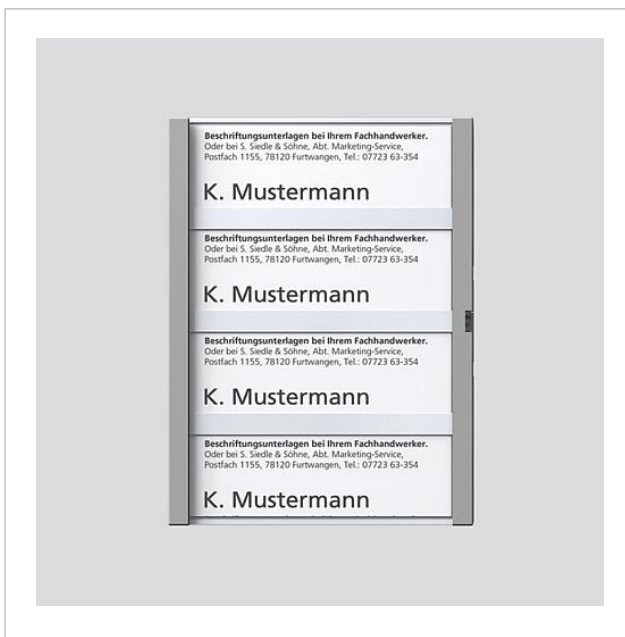 Beschriftungsunterlagen bei Ihrem Fachhandwerker.
Oder bei S. Siedle & Söhne, Abt. Marketing-Service,
Postfach 1155, 78120 Furtwangen, Tel.: 07723 63-354
K. Mustermann
Beschriftungsunterlagen bei Ihrem Fachhandwerker.
Oder bei S. Siedle & Söhne, Abt. Marketing-Service,
Postfach 1155, 78120 Furtwangen, Tel.: 07723 63-354
K. Mustermann
Beschriftungsunterlagen bei Ihrem Fachhandwerker.
Oder bei S. Siedle & Söhne, Abt. Marketing-Service,
Postfach 1155, 78120 Furtwangen, Tel.: 07723 63-354
K. Mustermann
Beschriftungsunterlagen bei Ihrem Fachhandwerker.
Oder bei S. Siedle & Söhne, Abt. Marketing-Service,
Postfach 1155, 78120 Furtwangen, Tel.: 07723 63-354
K. Mustermann